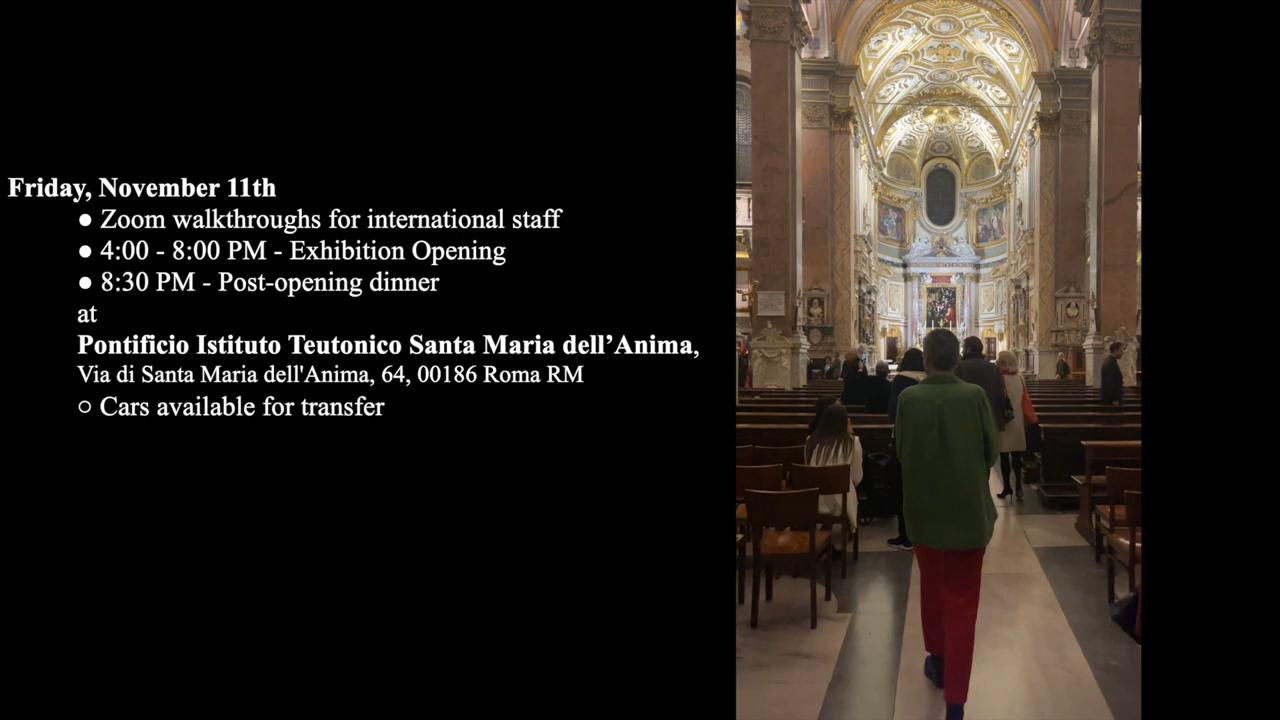 Friday, November 11th
● Zoom walkthroughs for international staff
● 4:00 - 8:00 PM - Exhibition Opening
● 8:30 PM - Post-opening dinner
at
Pontificio Istituto Teutonico Santa Maria dell’Anima,
Via di Santa Maria dell'Anima, 64, 00186 Roma RM
○ Cars available for transfer